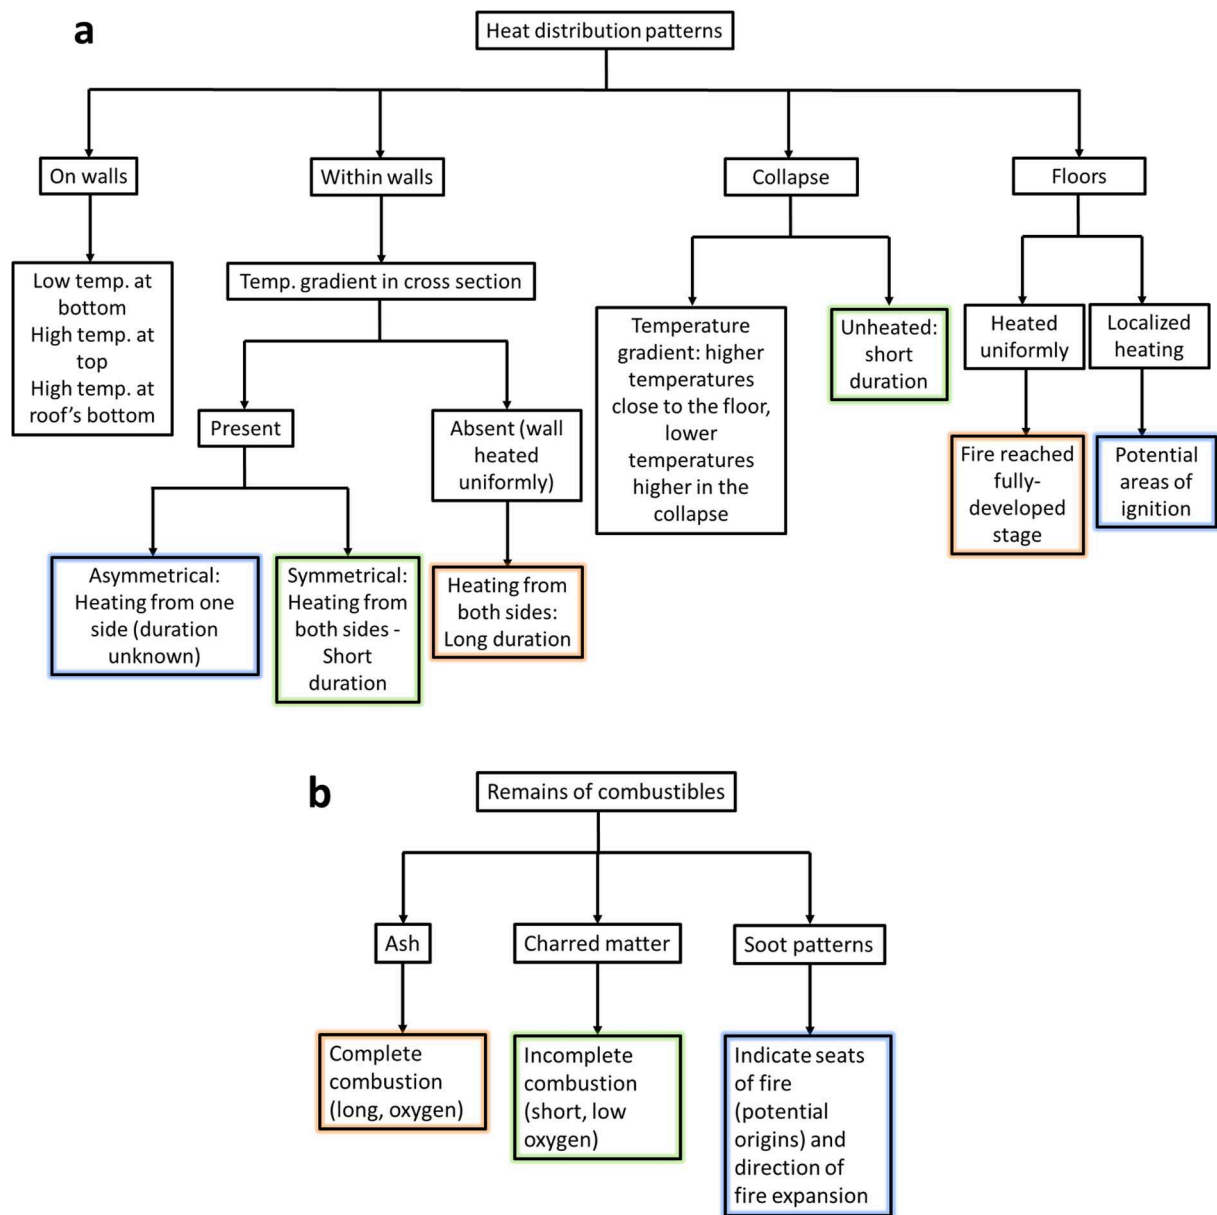 a
Heat distribution patterns
On walls
Within walls
Collapse
Floors
Low temp. at
bottom
High temp. at
top
High temp. at
roof's bottom
Temp. gradient in cross section
Present
Absent (wall
heated
uniformly)
Asymmetrical:
Heating from one
side (duration
unknown)
Symmetrical:
Heating from
both sides -
Short
duration
Heating from
both sides:
Long duration
Temperature
gradient: higher
temperatures
close to the floor,
lower
temperatures
higher in the
collapse
Unheated:
short
duration
Heated
uniformly
Localized
heating
Fire reached
fully-
developed
stage
Potential
areas of
ignition
b
Remains of combustibles
Ash
Charred matter
Soot patterns
Complete
combustion
(long, oxygen)
Incomplete
combustion
(short, low
oxygen)
Indicate seats
of fire
(potential
origins) and
direction of
fire expansion